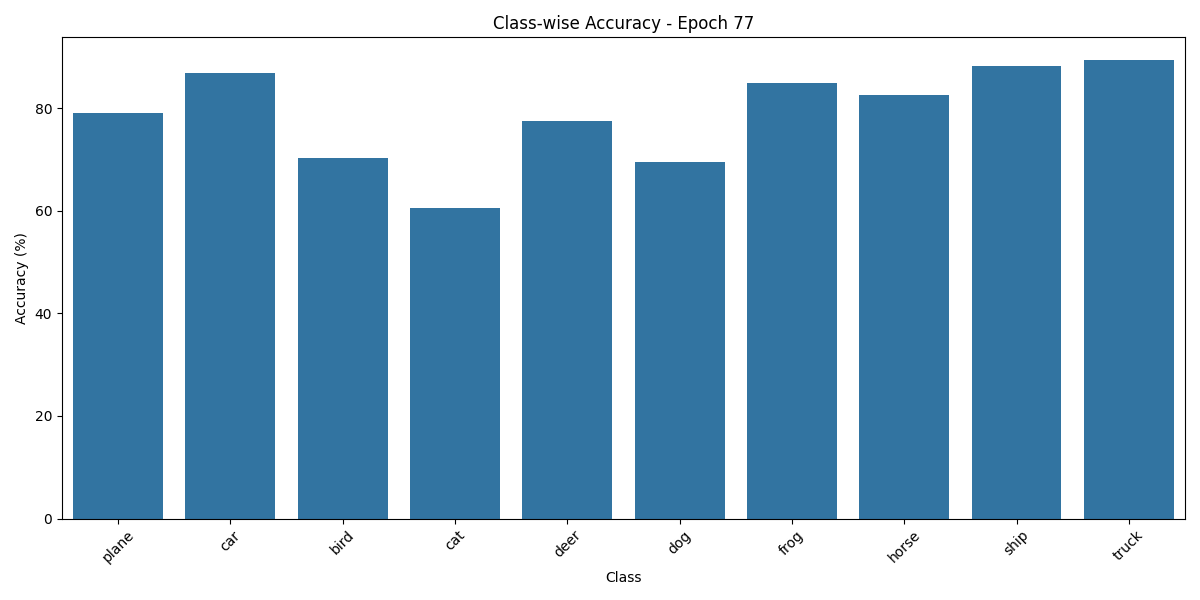 Class-wise Accuracy - Epoch 77
Accuracy (%)
80
60
40
20
0
plane
car
bird
cat
deer
dog
frog
horse
ship
truck
Class